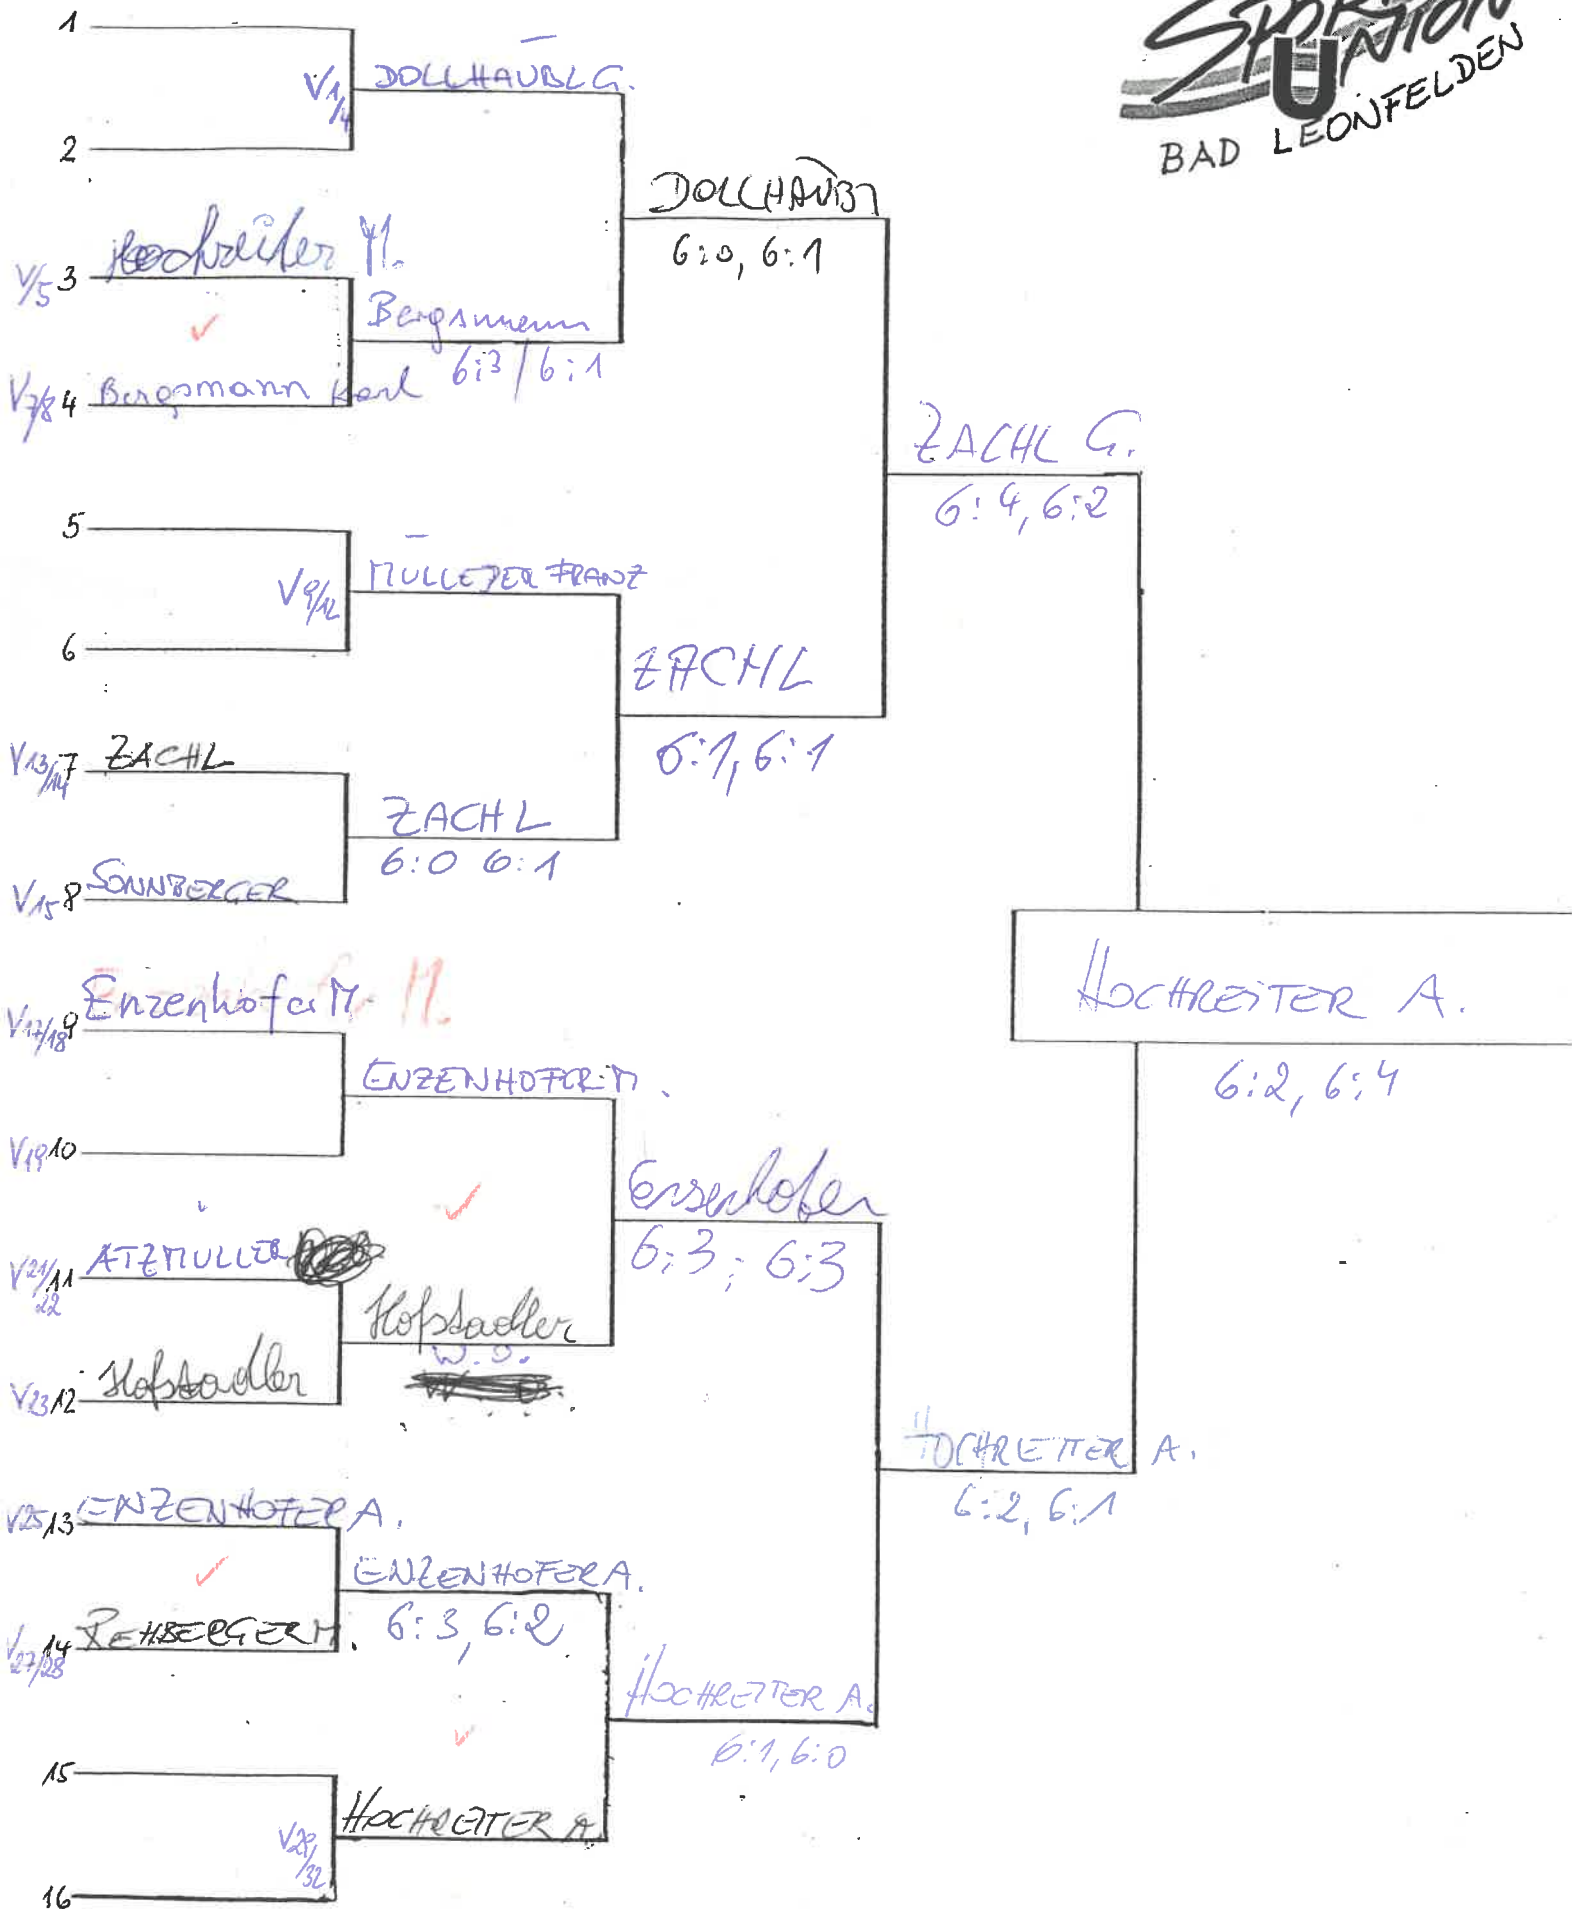 SPORT
UNION
BAD LEONFELDEN
1
V1/4 DOLLHÄUBL G.
2
DOLLHÄUBL
6:0, 6:1
V/5 3 Hochreiter M.
Bergsmann
6:3 / 6:1
V7/8 4 Bergsmann Karl
ZACHL G.
6:4, 6:2
5
V9/12 MÜLLEDER FRANZ
6
ZACHL
6:1, 6:1
V13/14 7 ZACHL
ZACHL
6:0 6:1
V15 8 SONNBERGER
HOCHREITER A.
6:2, 6:4
V17/18 9 Enzenhofer M. M.
ENZENHOFER M.
V19 10
Enzenhofer
6:3; 6:3
V21/22 11 ATZMÜLLER
Hofstadler
W.O.
V23 12 Hofstadler
HOCHREITER A.
6:2, 6:1
V25 13 ENZENHOFER A.
ENZENHOFER A.
6:3, 6:2
V27/28 14 REHBERGER M.
HOCHREITER A.
6:1, 6:0
15
V29/32 HOCHREITER A.
16